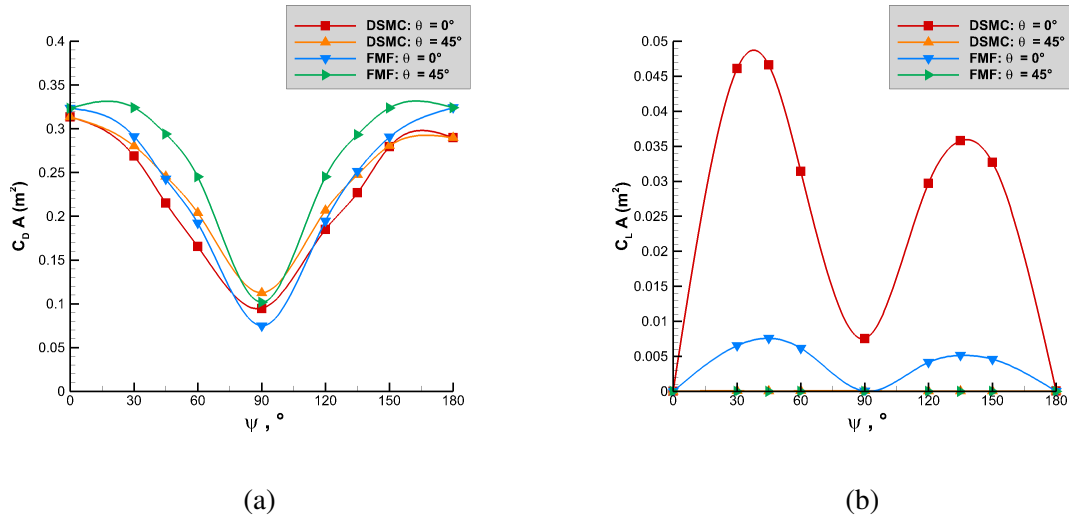 DSMC: θ = 0°
DSMC: θ = 45°
FMF: θ = 0°
FMF: θ = 45°
0.4
0.35
0.3
0.25
0.2
0.15
0.1
0.05
0
C_D A (m²)
0 30 60 90 120 150 180
ψ , °
(a)
DSMC: θ = 0°
DSMC: θ = 45°
FMF: θ = 0°
FMF: θ = 45°
0.05
0.045
0.04
0.035
0.03
0.025
0.02
0.015
0.01
0.005
0
C_L A (m²)
0 30 60 90 120 150 180
ψ , °
(b)